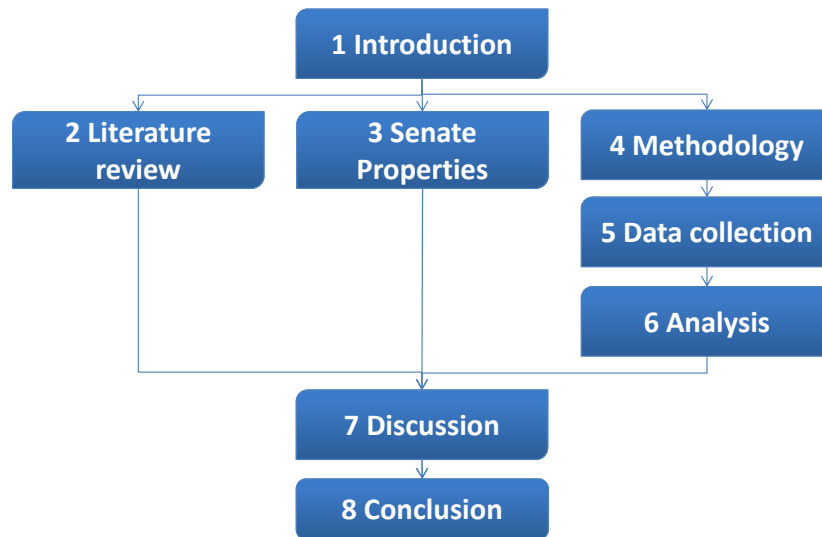 1 Introduction
2 Literature
review
3 Senate
Properties
4 Methodology
5 Data collection
6 Analysis
7 Discussion
8 Conclusion